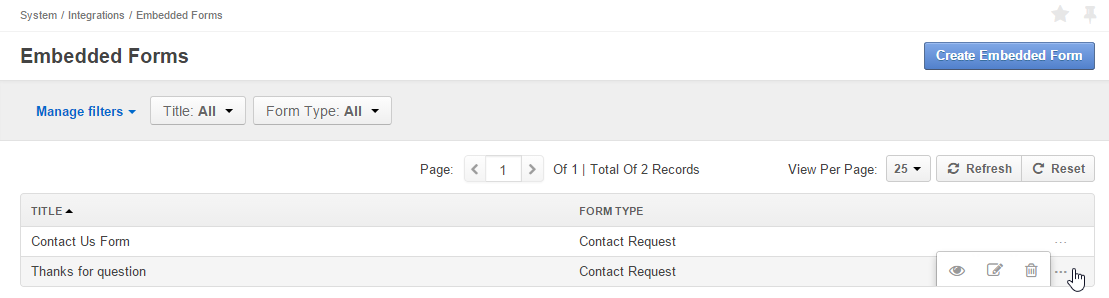 System / Integrations / Embedded Forms
Embedded Forms
Create Embedded Form
Manage filters Title: All Form Type: All
Page: 1 Of 1 | Total Of 2 Records View Per Page: 25 Refresh Reset
TITLE FORM TYPE
Contact Us Form Contact Request ...
Thanks for question Contact Request ...